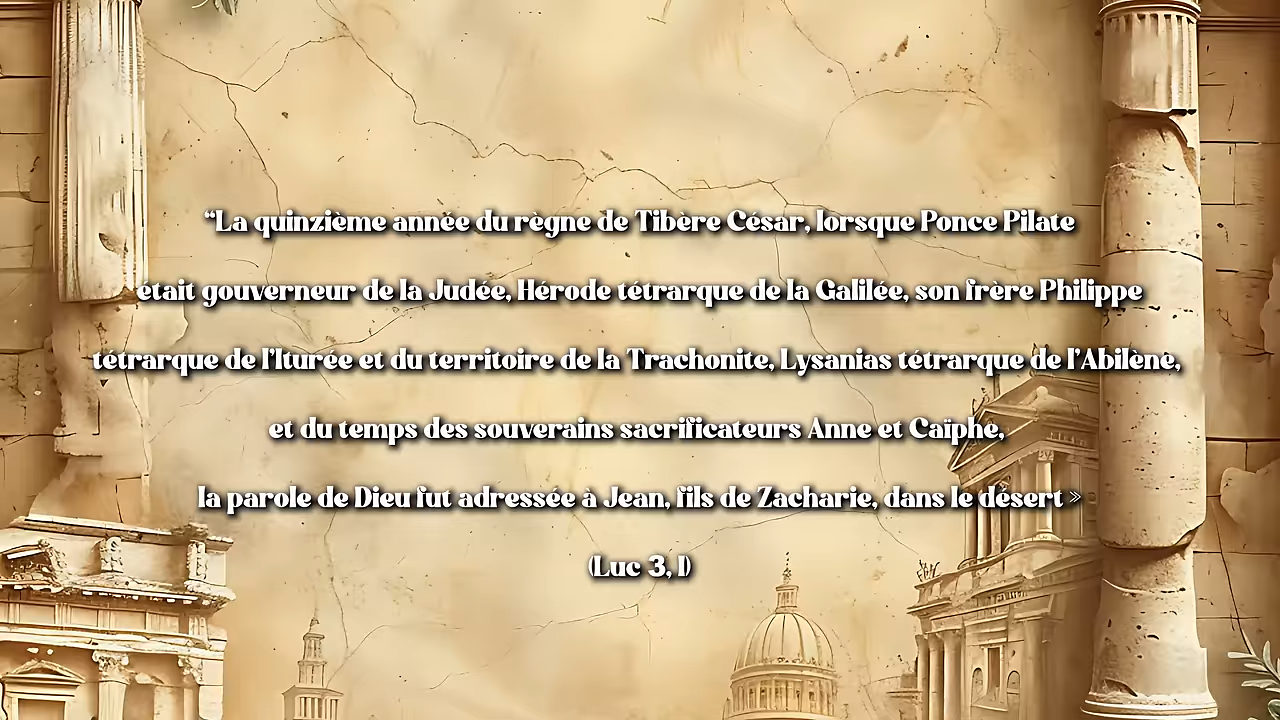 “La quinzième année du règne de Tibère César, lorsque Ponce Pilate
était gouverneur de la Judée, Hérode tétrarque de la Galilée, son frère Philippe
tétrarque de l’Iturée et du territoire de la Trachonite, Lysanias tétrarque de l’Abilène,
et du temps des souverains sacrificateurs Anne et Caïphe,
la parole de Dieu fut adressée à Jean, fils de Zacharie, dans le désert »
(Luc 3, 1)